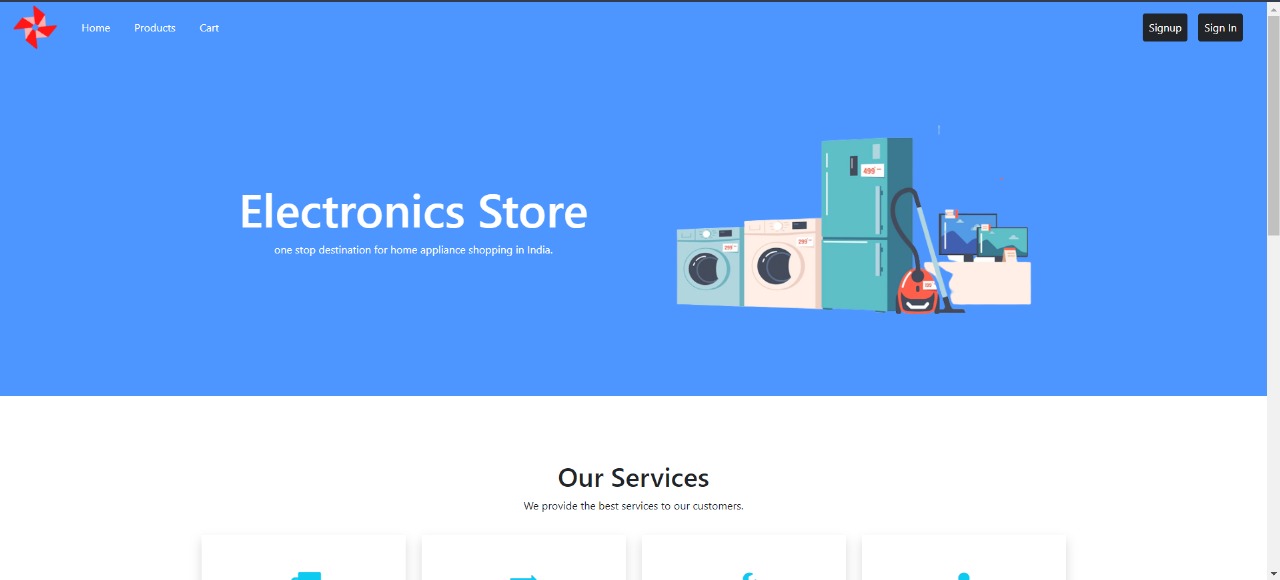 Home Products Cart Signup Sign In
Electronics Store
one stop destination for home appliance shopping in India.
499
299
299
Our Services
We provide the best services to our customers.